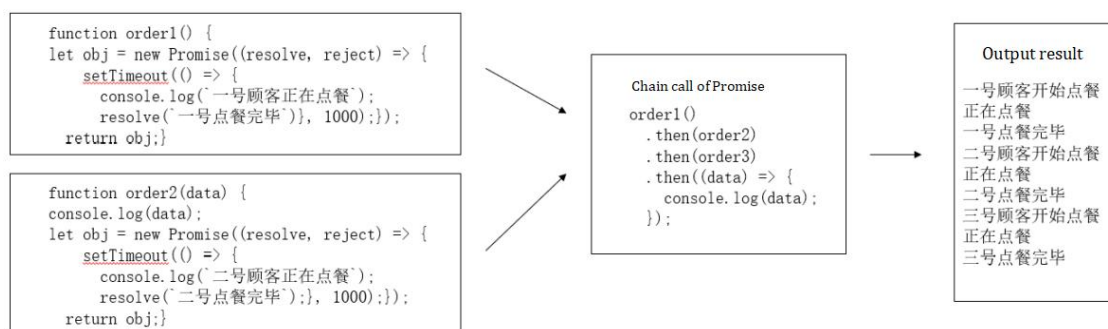 function order1() {
let obj = new Promise((resolve, reject) => {
setTimeout(() => {
console.log(`一号顾客正在点餐`);
resolve(`一号点餐完毕`)}, 1000);});
return obj;}
function order2(data) {
console.log(data);
let obj = new Promise((resolve, reject) => {
setTimeout(() => {
console.log(`二号顾客正在点餐`);
resolve(`二号点餐完毕`);}, 1000);});
return obj;}
Chain call of Promise
order1()
.then(order2)
.then(order3)
.then((data) => {
console.log(data);
});
Output result
一号顾客开始点餐
正在点餐
一号点餐完毕
二号顾客开始点餐
正在点餐
二号点餐完毕
三号顾客开始点餐
正在点餐
三号点餐完毕